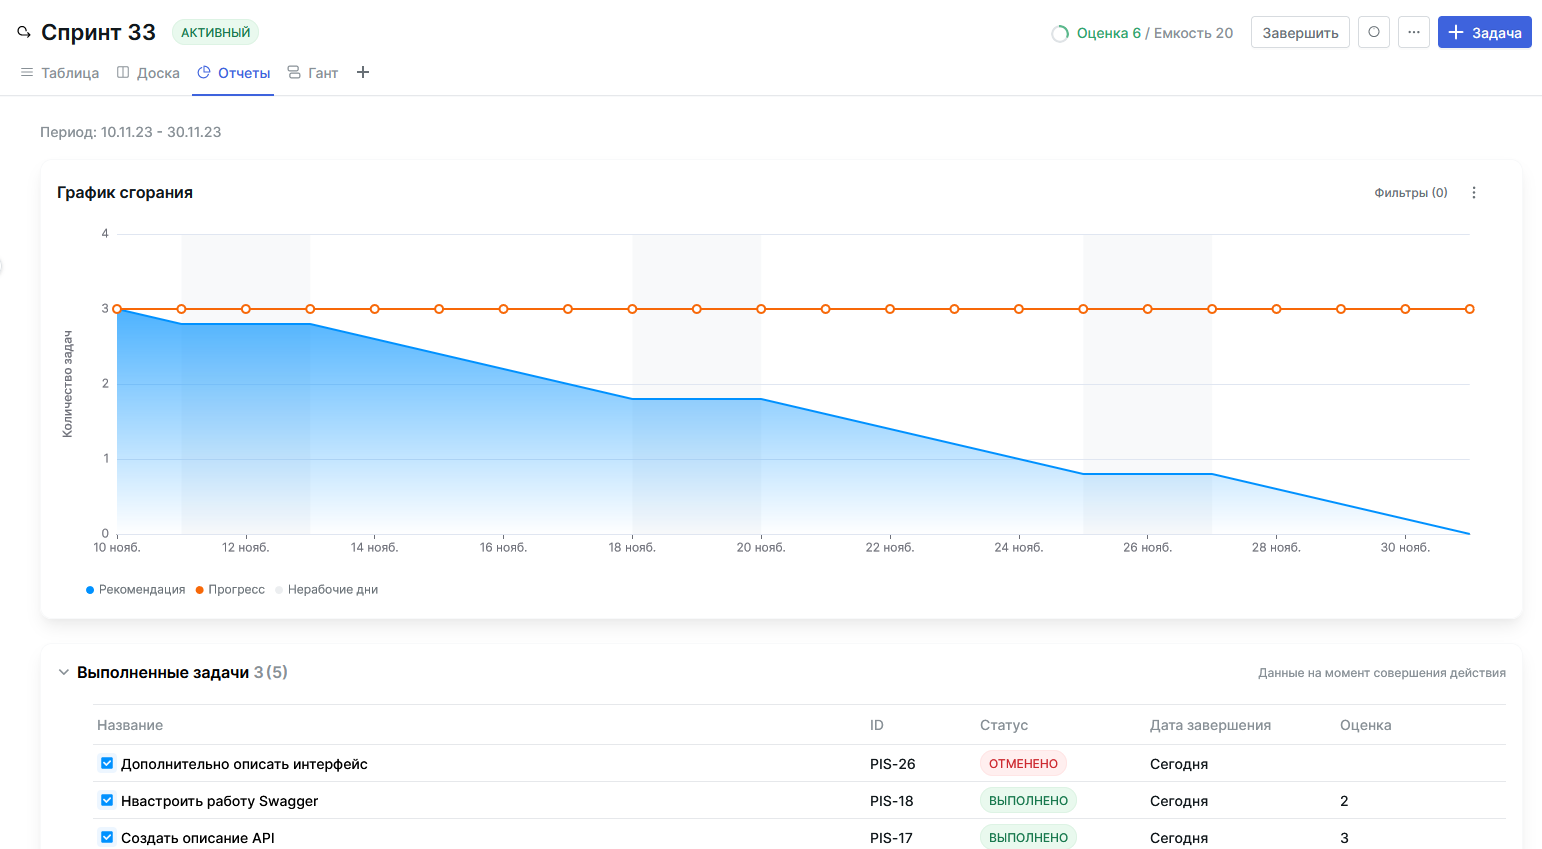 Спринт 33
АКТИВНЫЙ
Оценка 6 / Емкость 20
Завершить
Задача
Таблица
Доска
Отчеты
Гант
Период: 10.11.23 - 30.11.23
График сгорания
Фильтры (0)
Количество задач
4
3
2
1
0
10 нояб.
12 нояб.
14 нояб.
16 нояб.
18 нояб.
20 нояб.
22 нояб.
24 нояб.
26 нояб.
28 нояб.
30 нояб.
Рекомендация
Прогресс
Нерабочие дни
Выполненные задачи 3 (5)
Данные на момент совершения действия
Название ID Статус Дата завершения Оценка
Дополнительно описать интерфейс PIS-26 ОТМЕНЕНО Сегодня
Нвастроить работу Swagger PIS-18 ВЫПОЛНЕНО Сегодня 2
Создать описание API PIS-17 ВЫПОЛНЕНО Сегодня 3